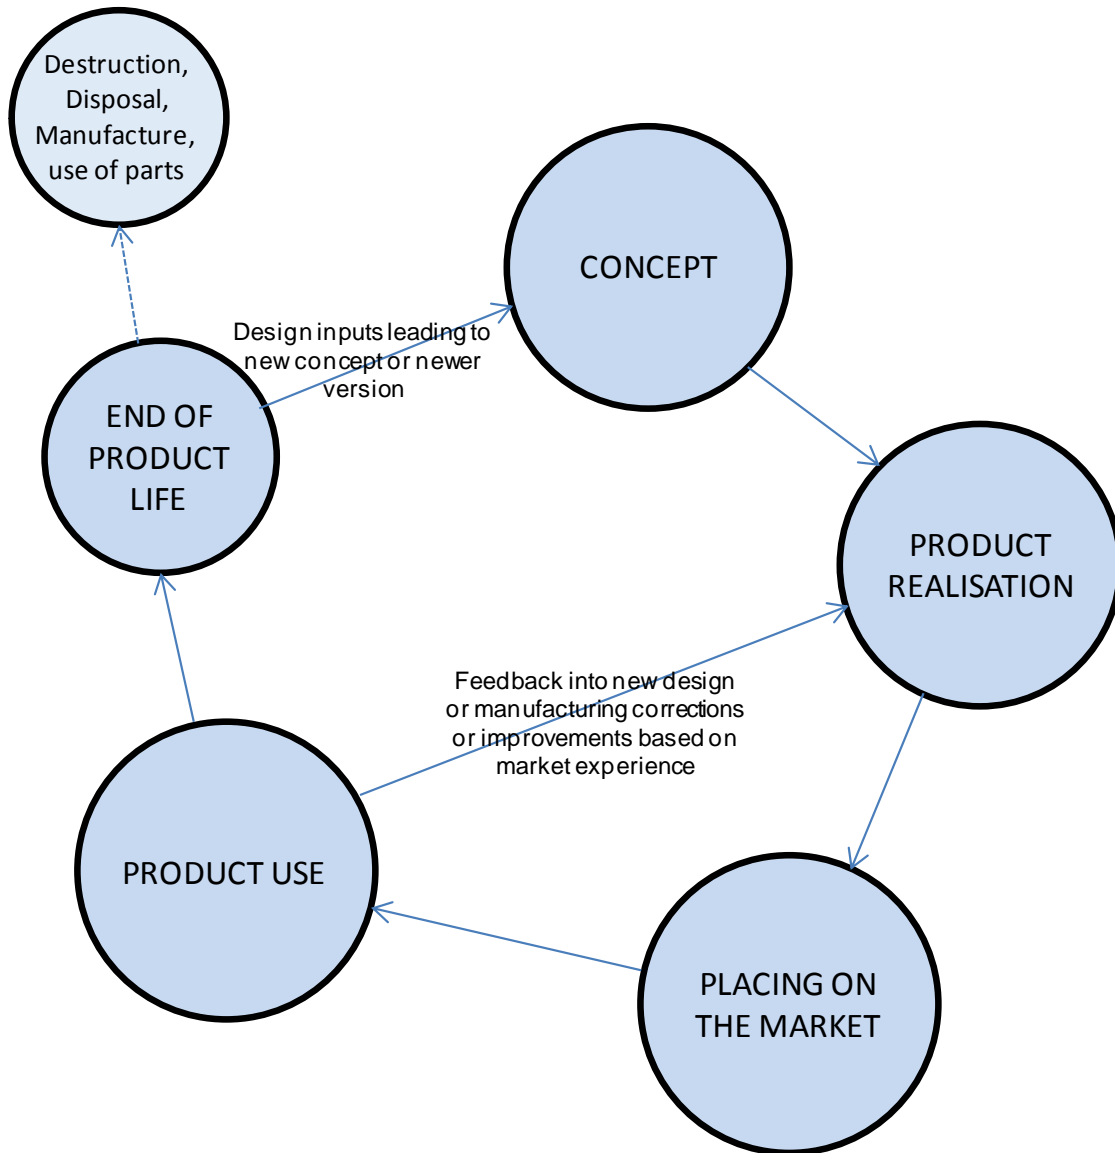 Destruction,
Disposal,
Manufacture,
use of parts
CONCEPT
Design inputs leading to
new concept or newer
version
END OF
PRODUCT
LIFE
PRODUCT
REALISATION
Feedback into new design
or manufacturing corrections
or improvements based on
market experience
PRODUCT USE
PLACING ON
THE MARKET